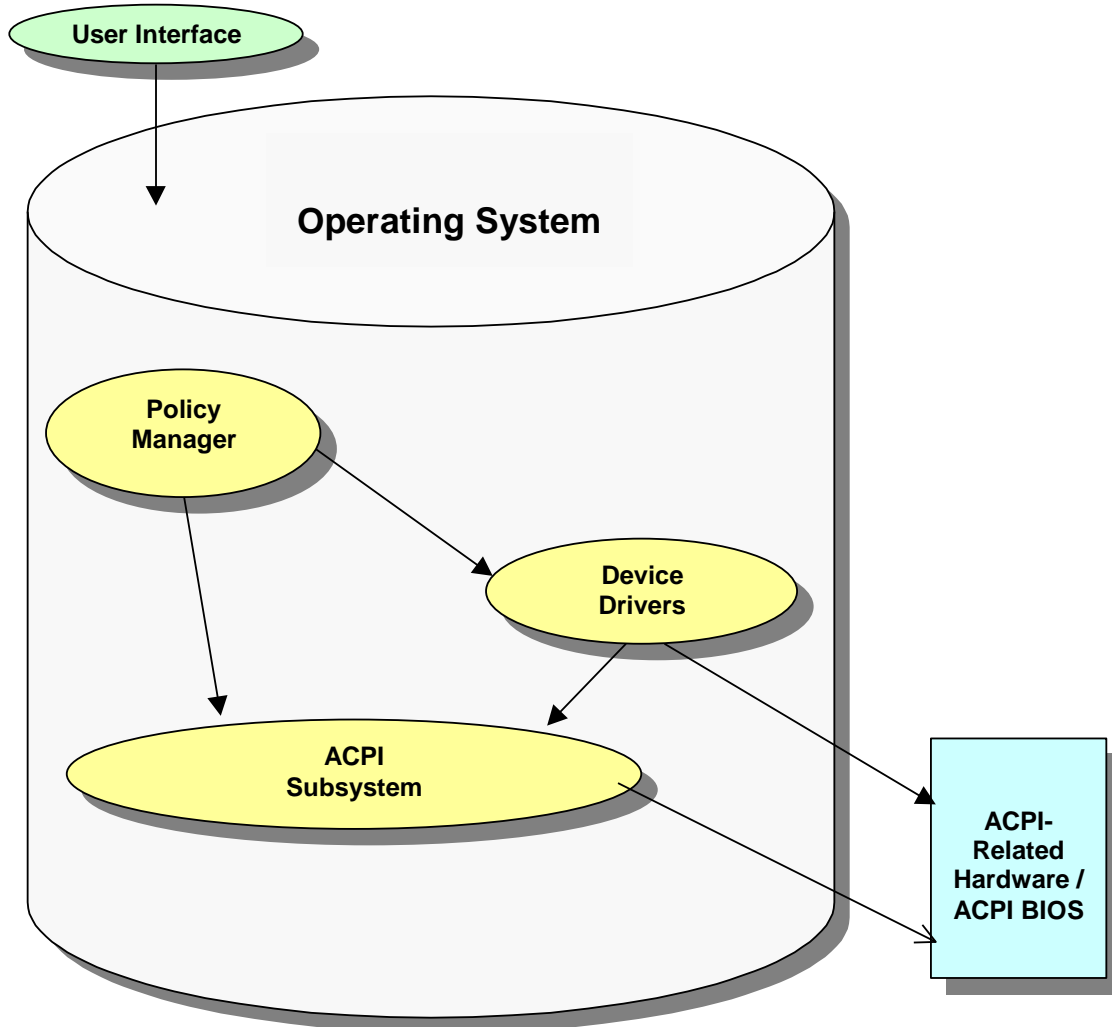 User Interface
Operating System
Policy
Manager
Device
Drivers
ACPI
Subsystem
ACPI-
Related
Hardware /
ACPI BIOS